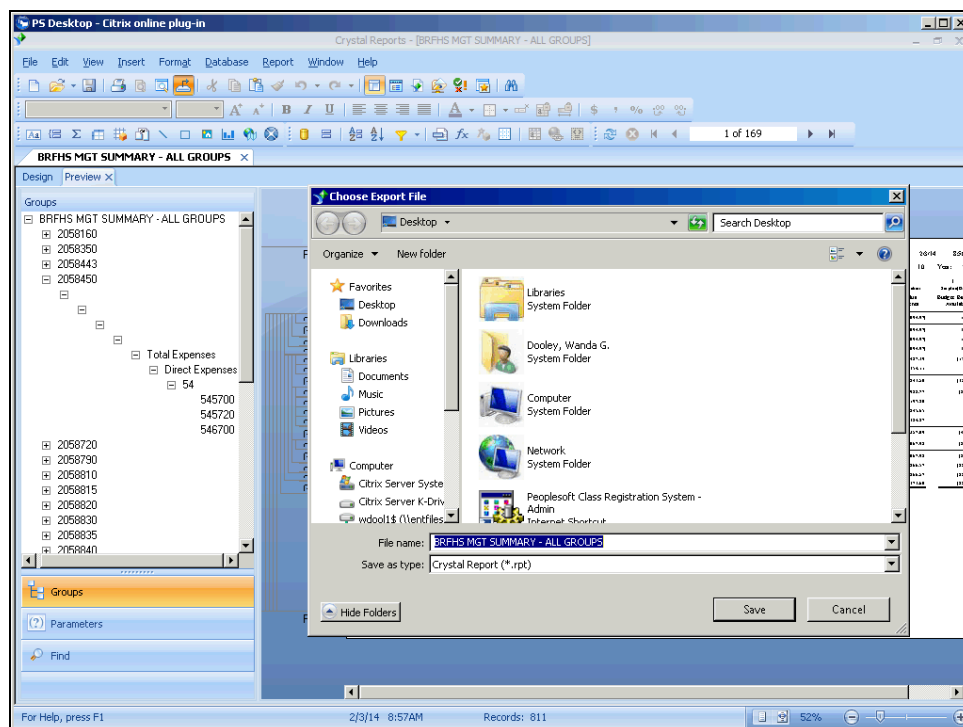 PS Desktop - Citrix online plug-in
Crystal Reports - [BRFHS MGT SUMMARY - ALL GROUPS]
File Edit View Insert Format Database Report Window Help
1 of 169
BRFHS MGT SUMMARY - ALL GROUPS
Design Preview
Groups
BRFHS MGT SUMMARY - ALL GROUPS
2058160
2058350
2058443
2058450
Total Expenses
Direct Expenses
54
545700
545720
546700
2058720
2058790
2058810
2058815
2058820
2058830
2058835
2058840
Groups
Parameters
Find
Choose Export File
Desktop
Search Desktop
Organize New folder
Favorites
Desktop
Downloads
Libraries
Documents
Music
Pictures
Videos
Computer
Citrix Server Syste
Citrix Server K-Driv
wdool1$ (\\entfiles
Libraries
System Folder
Dooley, Wanda G.
System Folder
Computer
System Folder
Network
System Folder
Peoplesoft Class Registration System -
Admin
Internet Shortcut
File name: BRFHS MGT SUMMARY - ALL GROUPS
Save as type: Crystal Report (*.rpt)
Hide Folders
Save Cancel
For Help, press F1
2/3/14 8:57AM
Records: 811
52%